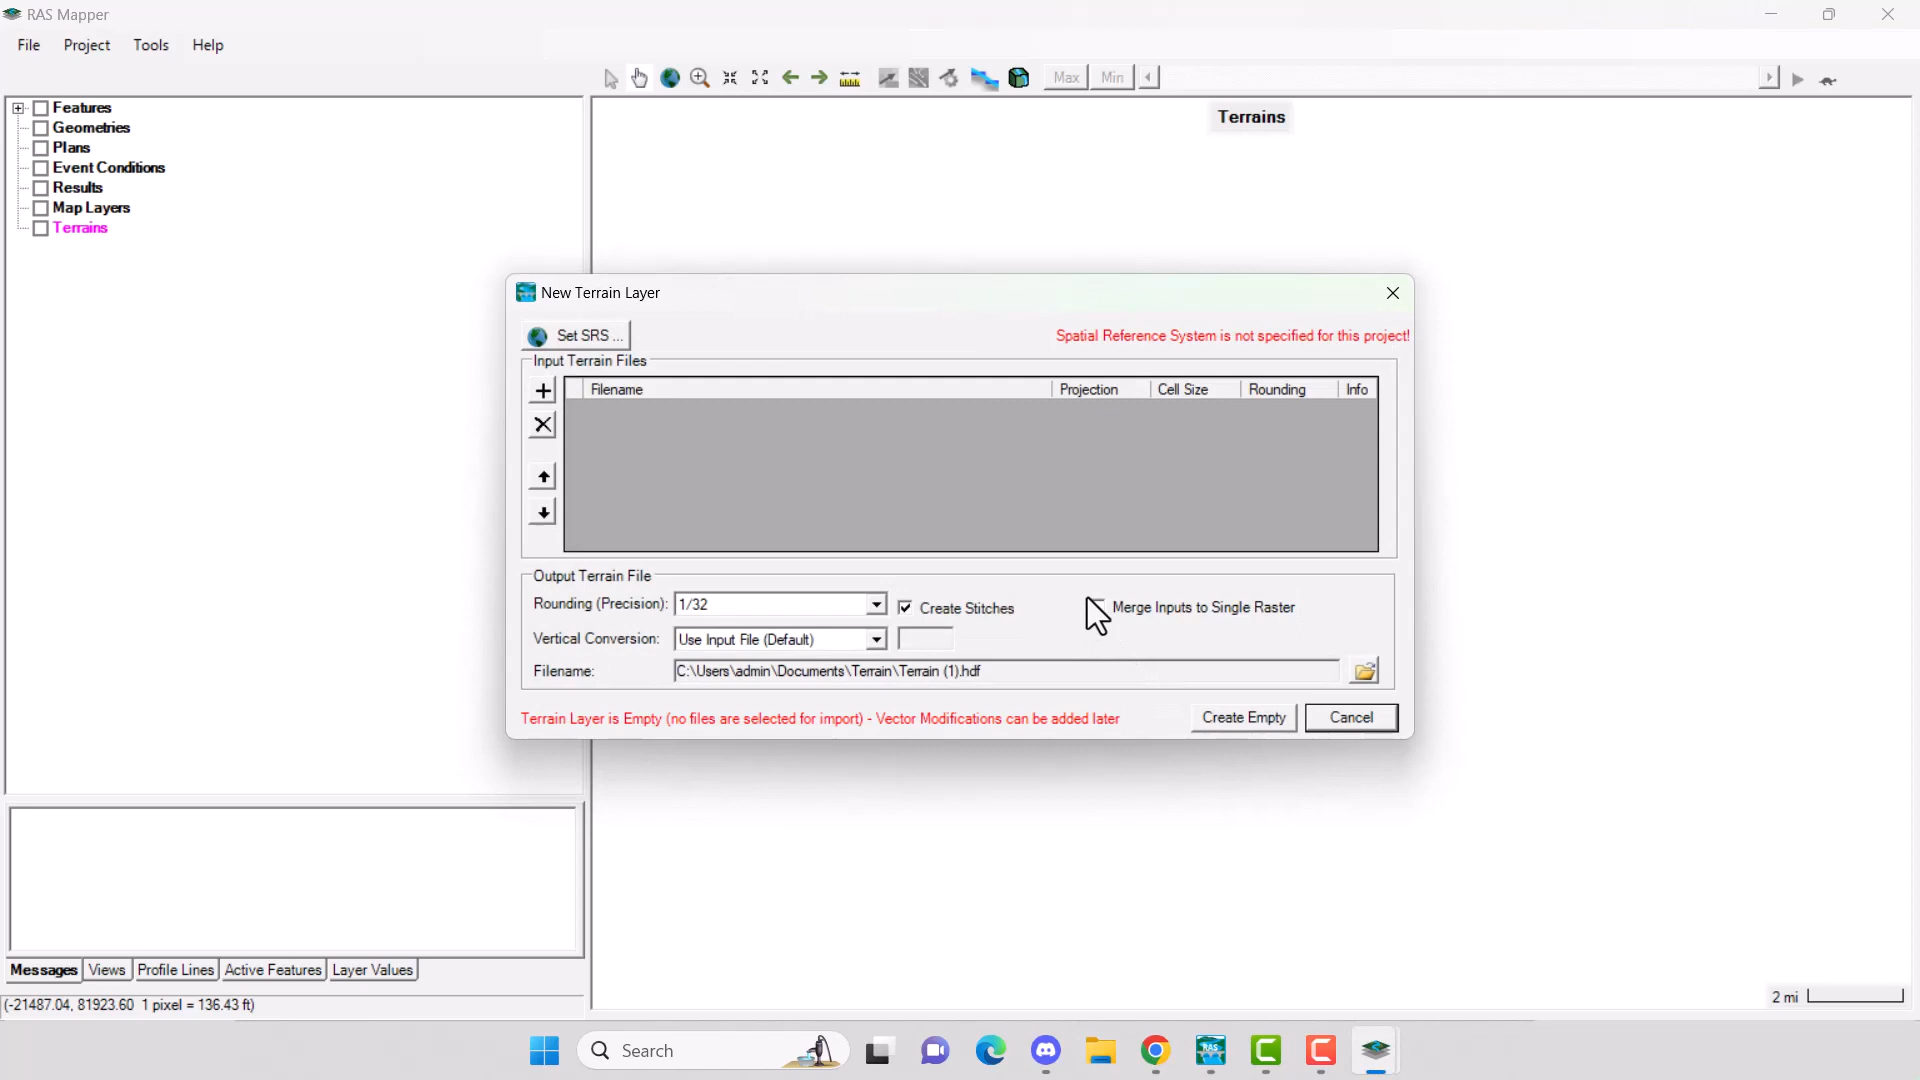 RAS Mapper
File Project Tools Help
Max Min
Features
Geometries
Plans
Event Conditions
Results
Map Layers
Terrains
Terrains
New Terrain Layer
Set SRS ... Spatial Reference System is not specified for this project!
Input Terrain Files
Filename Projection Cell Size Rounding Info
Output Terrain File
Rounding (Precision): 1/32 Create Stitches Merge Inputs to Single Raster
Vertical Conversion: Use Input File (Default)
Filename: C:\Users\admin\Documents\Terrain\Terrain (1).hdf
Terrain Layer is Empty (no files are selected for import) - Vector Modifications can be added later Create Empty Cancel
Messages Views Profile Lines Active Features Layer Values
(-21487.04, 81923.60 1 pixel = 136.43 ft)
2 mi
Search
RAS